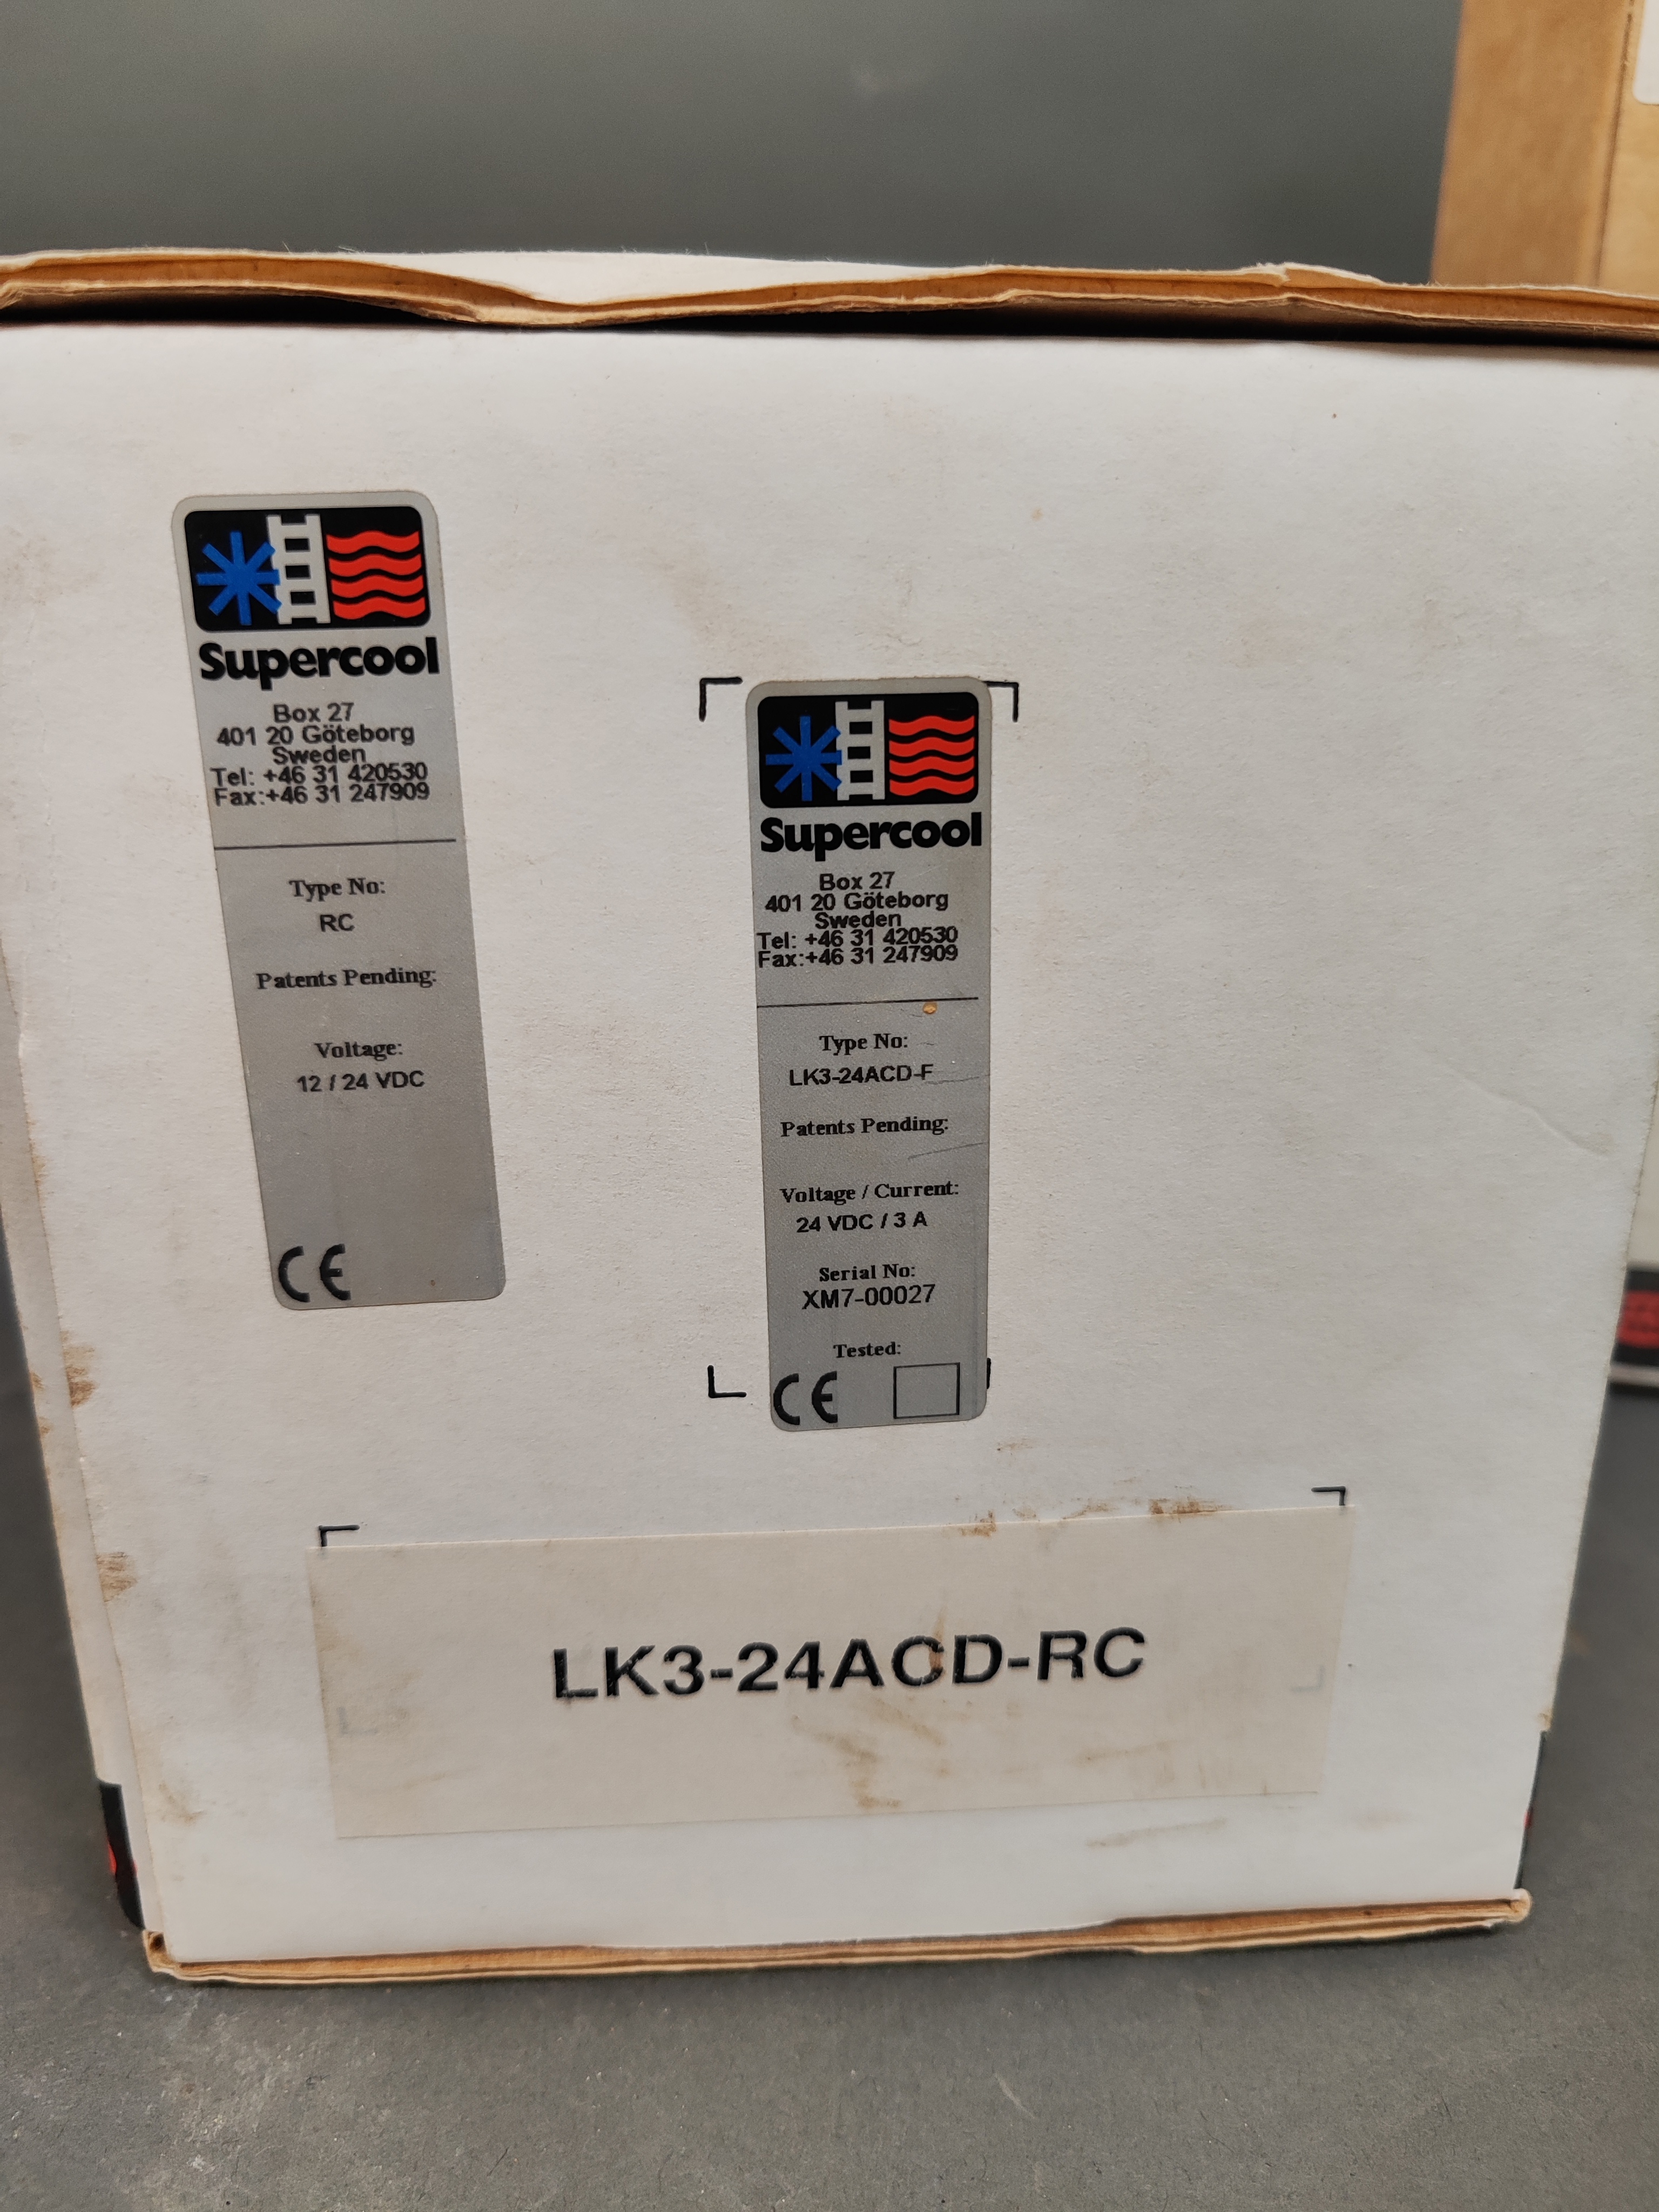 Supercool
Box 27
401 20 Göteborg
Sweden
Tel: +46 31 420530
Fax:+46 31 247909
Type No:
RC
Patents Pending:
Voltage:
12 / 24 VDC
CE
Supercool
Box 27
401 20 Göteborg
Sweden
Tel: +46 31 420530
Fax:+46 31 247909
Type No:
LK3-24ACD-F
Patents Pending:
Voltage / Current:
24 VDC / 3 A
Serial No:
XM7-00027
Tested:
CE
LK3-24ACD-RC